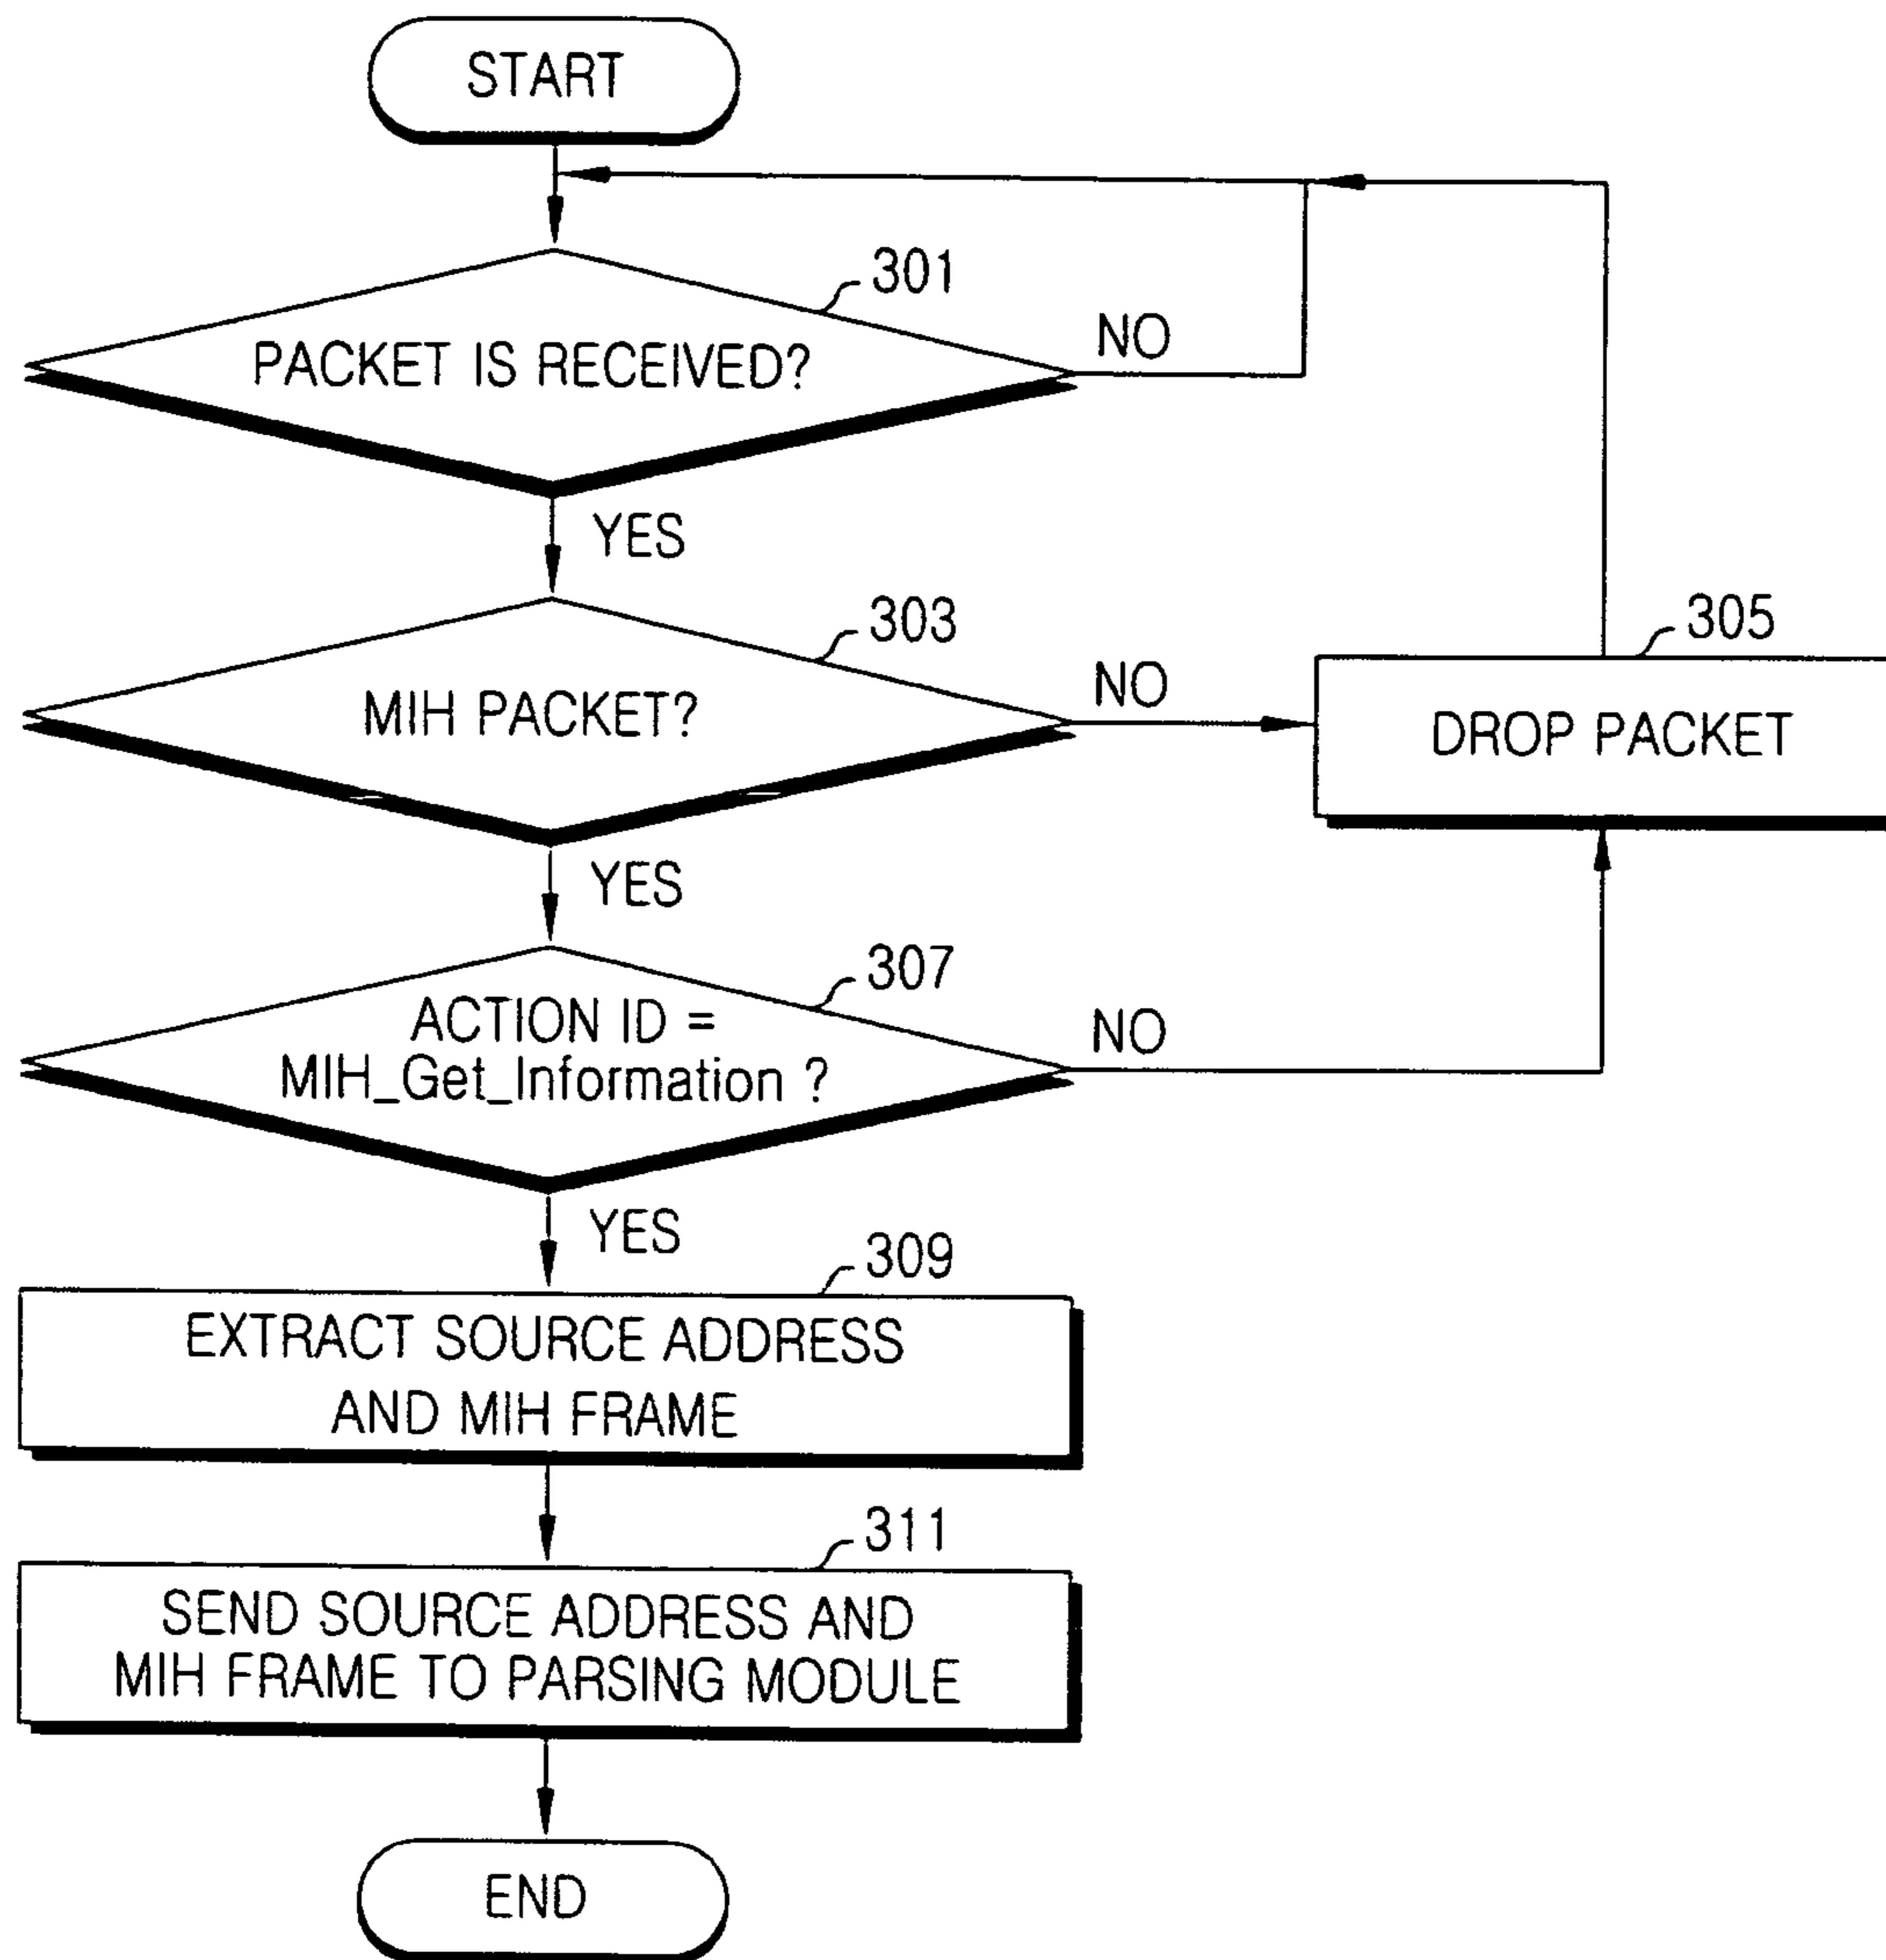 START
301
PACKET IS RECEIVED?
NO
YES
303
MIH PACKET?
NO
305
DROP PACKET
YES
307
ACTION ID =
MIH_Get_Information ?
NO
YES
309
EXTRACT SOURCE ADDRESS
AND MIH FRAME
311
SEND SOURCE ADDRESS AND
MIH FRAME TO PARSING MODULE
END